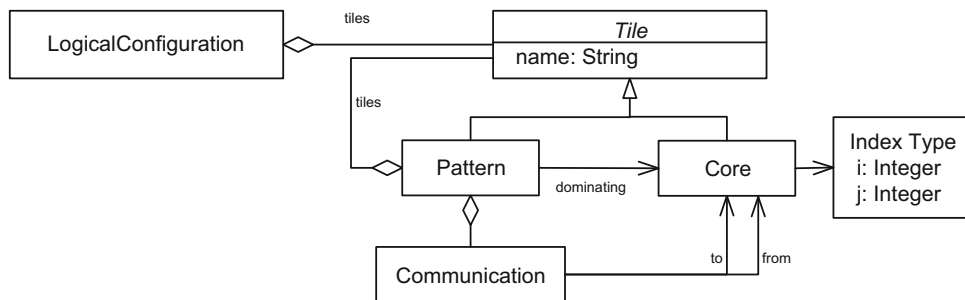 tiles
LogicalConfiguration
Tile
name: String
tiles
Pattern
dominating
Core
Index Type
i: Integer
j: Integer
Communication
to
from